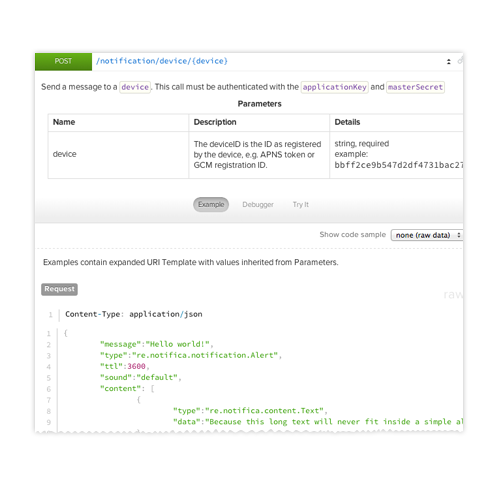 POST /notification/device/{device}
Send a message to a device. This call must be authenticated with the applicationKey and masterSecret
Parameters
Name Description Details
device
The deviceID is the ID as registered
by the device, e.g. APNS token or
GCM registration ID.
string, required
example:
bbff2ce9b547d2df4731bac27
Example Debugger Try It
Show code sample none (raw data)
Examples contain expanded URI Template with values inherited from Parameters.
Request
raw
1 Content-Type: application/json
1 {
2 "message":"Hello world!",
3 "type":"re.notifica.notification.Alert",
4 "ttl":3600,
5 "sound":"default",
6 "content": [
7 {
8 "type":"re.notifica.content.Text",
9 "data":"Because this long text will never fit inside a simple al